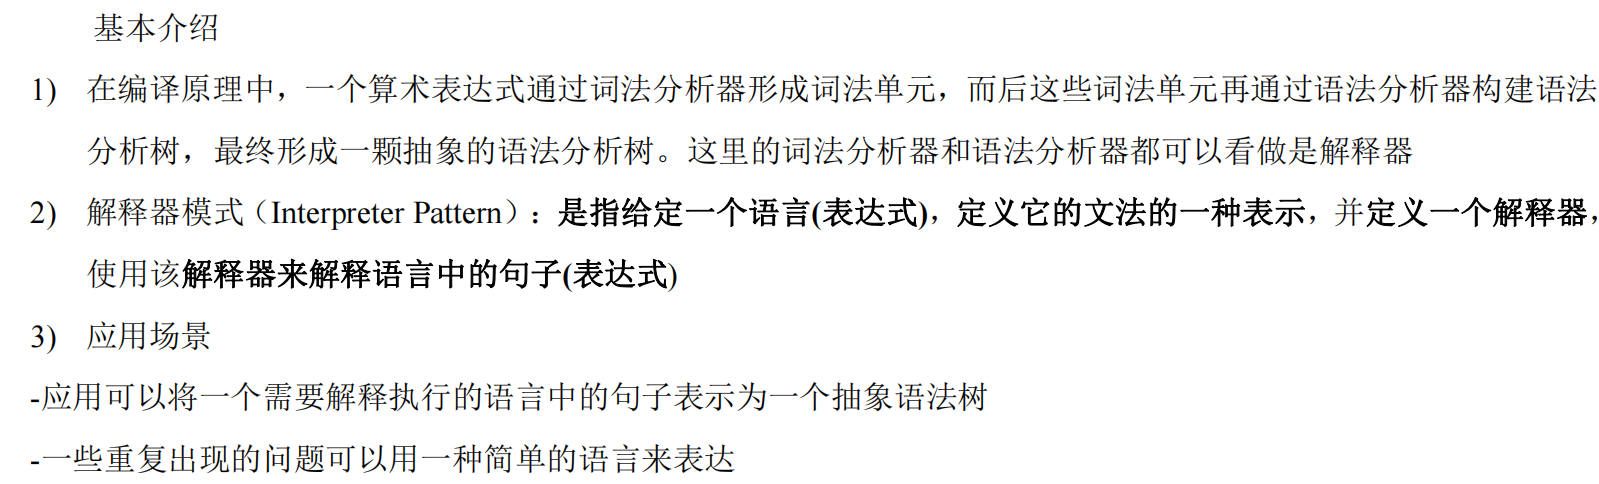 基本介绍
1) 在编译原理中，一个算术表达式通过词法分析器形成词法单元，而后这些词法单元再通过语法分析器构建语法
分析树，最终形成一颗抽象的语法分析树。这里的词法分析器和语法分析器都可以看做是解释器
2) 解释器模式（Interpreter Pattern）：是指给定一个语言(表达式)，定义它的文法的一种表示，并定义一个解释器，
使用该解释器来解释语言中的句子(表达式)
3) 应用场景
-应用可以将一个需要解释执行的语言中的句子表示为一个抽象语法树
-一些重复出现的问题可以用一种简单的语言来表达